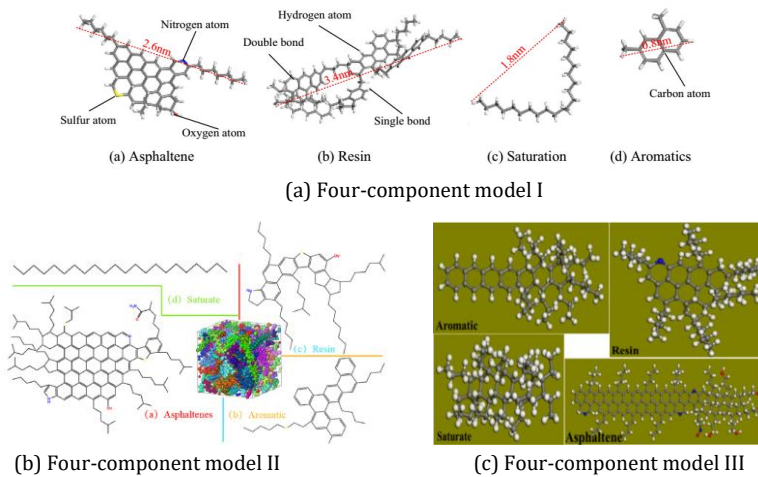 Nitrogen atom
Hydrogen atom
2.6nm
Double bond
3.4nm
1.8nm
0.8nm
Carbon atom
Sulfur atom
Oxygen atom
Single bond
(a) Asphaltene
(b) Resin
(c) Saturation
(d) Aromatics
(a) Four-component model I
(d) Saturate
(c) Resin
(a) Asphaltenes
(b) Aromatic
Aromatic
Resin
Saturate
Asphaltene
(b) Four-component model II
(c) Four-component model III